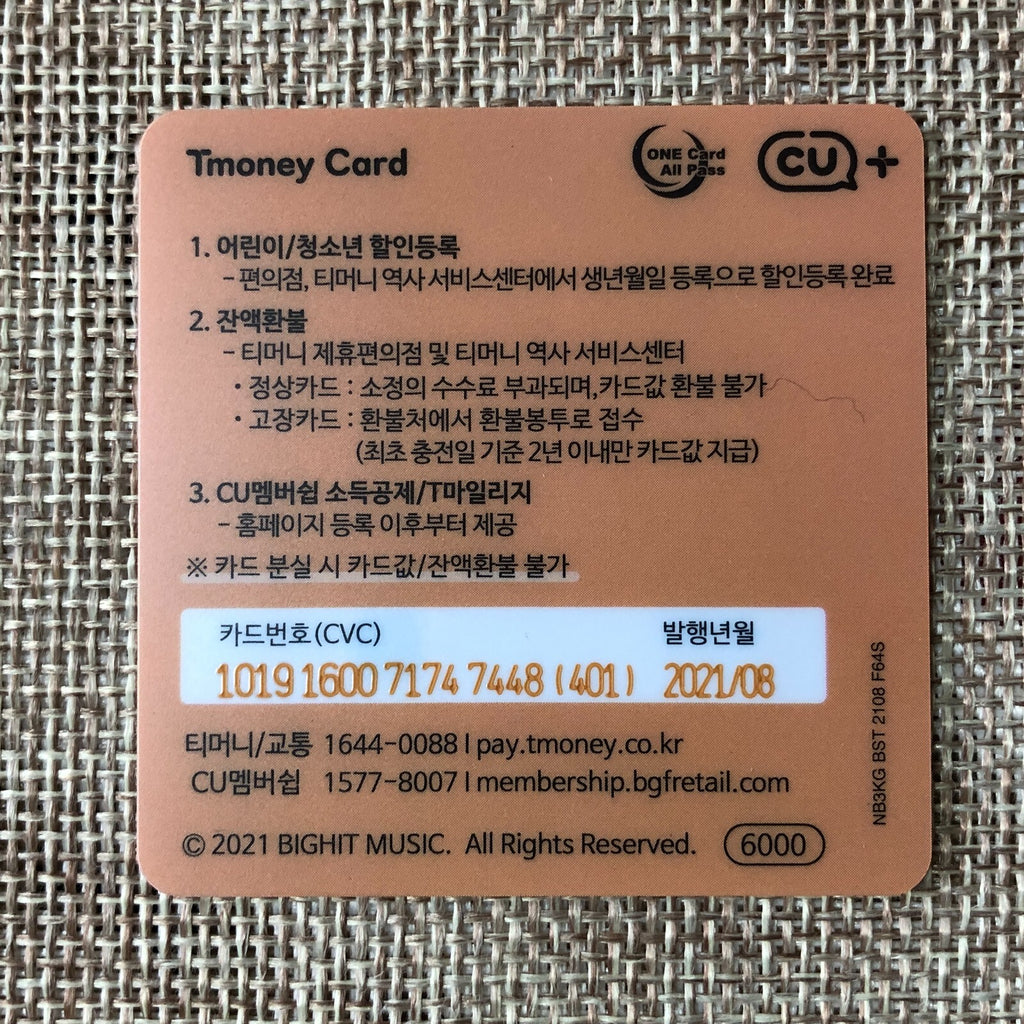 Tmoney Card
ONE Card
All Pass
CU+
1. 어린이/청소년 할인등록
- 편의점, 티머니 역사 서비스센터에서 생년월일 등록으로 할인등록 완료
2. 잔액환불
- 티머니 제휴편의점 및 티머니 역사 서비스센터
• 정상카드 : 소정의 수수료 부과되며, 카드값 환불 불가
• 고장카드 : 환불처에서 환불봉투로 접수
(최초 충전일 기준 2년 이내만 카드값 지급)
3. CU멤버쉽 소득공제/T마일리지
- 홈페이지 등록 이후부터 제공
※ 카드 분실 시 카드값/잔액환불 불가
카드번호(CVC) 발행년월
1019 1600 7174 7448 (401) 2021/08
티머니/교통 1644-0088 | pay.tmoney.co.kr
CU멤버쉽 1577-8007 | membership.bgfretail.com
© 2021 BIGHIT MUSIC. All Rights Reserved. 6000
NB3KG BST 2108 F64S